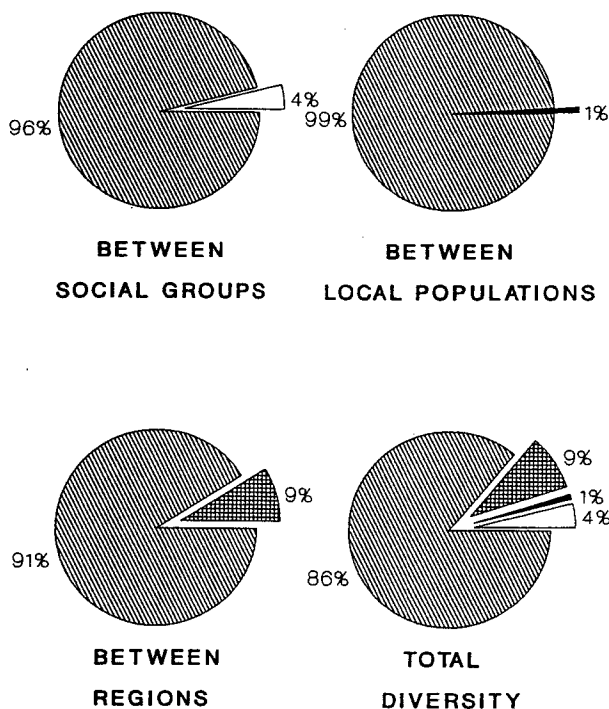 96%
4%
BETWEEN
SOCIAL GROUPS
99%
1%
BETWEEN
LOCAL POPULATIONS
91%
9%
BETWEEN
REGIONS
86%
9%
1%
4%
TOTAL
DIVERSITY